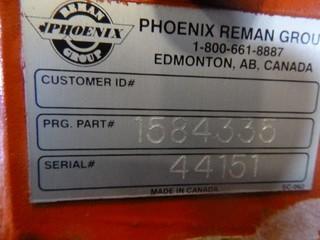 REMAN
PHOENIX
GROUP
PHOENIX REMAN GROU
1-800-661-8887
EDMONTON, AB, CANADA
CUSTOMER ID#
PRG. PART# 1584335
SERIAL# 44151
MADE IN CANADA